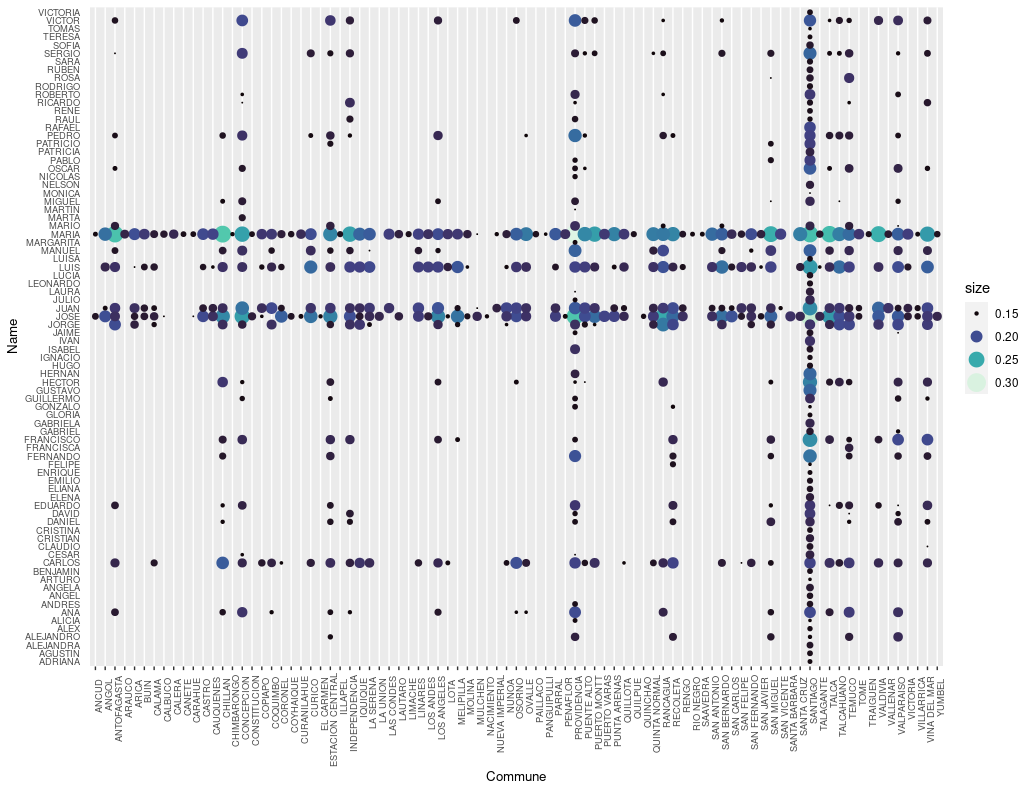 VICTORIA
VICTOR
TOMAS
TERESA
SOFIA
SERGIO
SARA
RUBEN
ROSA
RODRIGO
ROBERTO
RICARDO
RENE
RAUL
RAFAEL
PEDRO
PATRICIO
PATRICIA
PABLO
OSCAR
NICOLAS
NELSON
MONICA
MIGUEL
MARTIN
MARTA
MARIO
MARIA
MARGARITA
MANUEL
LUISA
LUIS
LUCIA
LEONARDO
LAURA
JULIO
JUAN
JOSE
JORGE
JAIME
IVAN
ISABEL
IGNACIO
HUGO
HERNAN
HECTOR
GUSTAVO
GUILLERMO
GONZALO
GLORIA
GABRIELA
GABRIEL
FRANCISCO
FRANCISCA
FERNANDO
FELIPE
ENRIQUE
EMILIO
ELIANA
ELENA
EDUARDO
DAVID
DANIEL
CRISTINA
CRISTIAN
CLAUDIO
CESAR
CARLOS
BENJAMIN
ARTURO
ANGELA
ANGEL
ANDRES
ANA
ALICIA
ALEX
ALEJANDRO
ALEJANDRA
AGUSTIN
ADRIANA
Name
ANCUD
ANGOL
ANTOFAGASTA
ARAUCO
ARICA
BUIN
CALAMA
CALBUCO
CALERA
CANETE
CARAHUE
CASTRO
CAUQUENES
CHILLAN
CHIMBARONGO
CONCEPCION
CONSTITUCION
COPIAPO
COQUIMBO
CORONEL
COYHAIQUE
CURANILAHUE
CURICO
EL CARMEN
ESTACION CENTRAL
ILLAPEL
INDEPENDENCIA
IQUIQUE
LA SERENA
LA UNION
LAS CONDES
LAUTARO
LIMACHE
LINARES
LOS ANDES
LOS ANGELES
LOTA
MELIPILLA
MOLINA
MULCHEN
NACIMIENTO
NUEVA IMPERIAL
NUNOA
OSORNO
OVALLE
PAILLACO
PANGUIPULLI
PARRAL
PENAFLOR
PROVIDENCIA
PUENTE ALTO
PUERTO MONTT
PUERTO VARAS
PUNTA ARENAS
QUILLOTA
QUILPUE
QUINCHAO
QUINTA NORMAL
RANCAGUA
RECOLETA
RENGO
RIO NEGRO
SAAVEDRA
SAN ANTONIO
SAN BERNARDO
SAN CARLOS
SAN FELIPE
SAN FERNANDO
SAN JAVIER
SAN MIGUEL
SAN VICENTE
SANTA BARBARA
SANTA CRUZ
SANTIAGO
TALAGANTE
TALCA
TALCAHUANO
TEMUCO
TOME
TRAIGUEN
VALDIVIA
VALLENAR
VALPARAISO
VICTORIA
VILLARRICA
VINA DEL MAR
YUMBEL
Commune
size
0.15
0.20
0.25
0.30